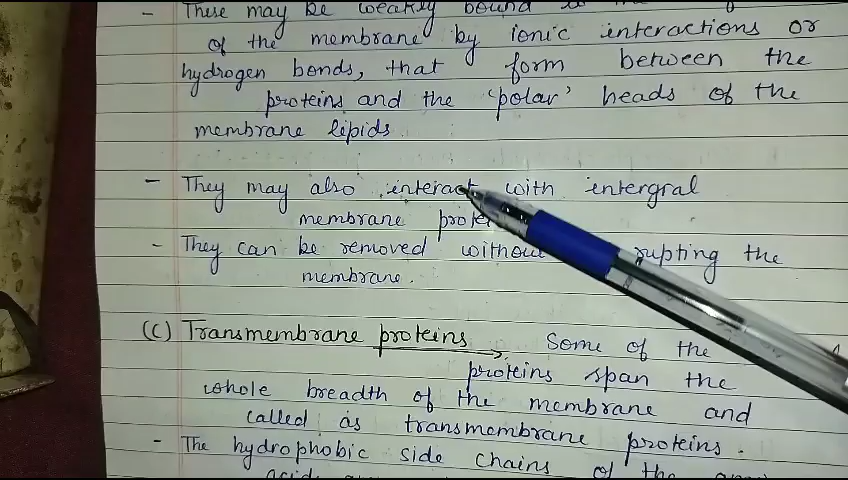 - These may be weakly bound
of the membrane by ionic interactions or
hydrogen bonds, that form between the
proteins and the 'polar' heads of the
membrane lipids.
- They may also interact with intergral
membrane protei
- They can be removed without rupting the
membrane.
(C) Transmembrane proteins → Some of the
proteins span the
whole breadth of the membrane and
called as transmembrane proteins.
- The hydrophobic side chains of the